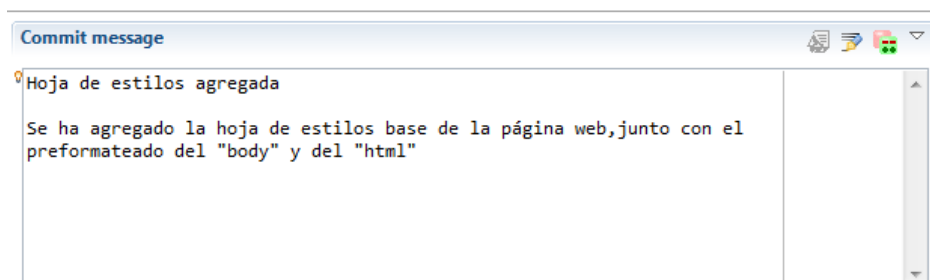 Commit message
Hoja de estilos agregada
Se ha agregado la hoja de estilos base de la página web,junto con el
preformateado del "body" y del "html"